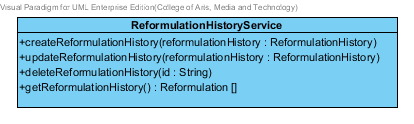 Visual Paradigm for UML Enterprise Edition(College of Arts, Media and Technology)
ReformulationHistoryService
+createReformulationHistory(reformulationHistory : ReformulationHistory)
+updateReformulationHistory(reformulationHistory : ReformulationHistory)
+deleteReformulationHistory(id : String)
+getReformulationHistory() : Reformulation []